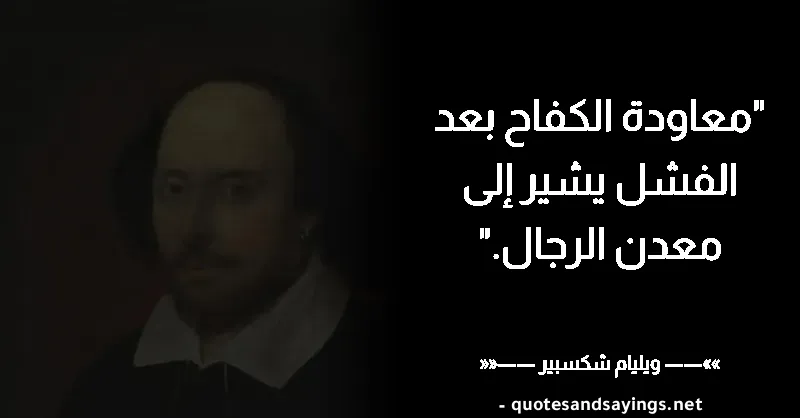 "معاودة الكفاح بعد
الفشل يشير إلى
معدن الرجال."
»»—— ويليام شكسبير ——««
- quotesandsayings.net